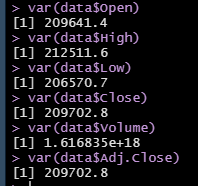 > var(data$Open)
[1] 209641.4
> var(data$High)
[1] 212511.6
> var(data$Low)
[1] 206570.7
> var(data$Close)
[1] 209702.8
> var(data$Volume)
[1] 1.616835e+18
> var(data$Adj.Close)
[1] 209702.8